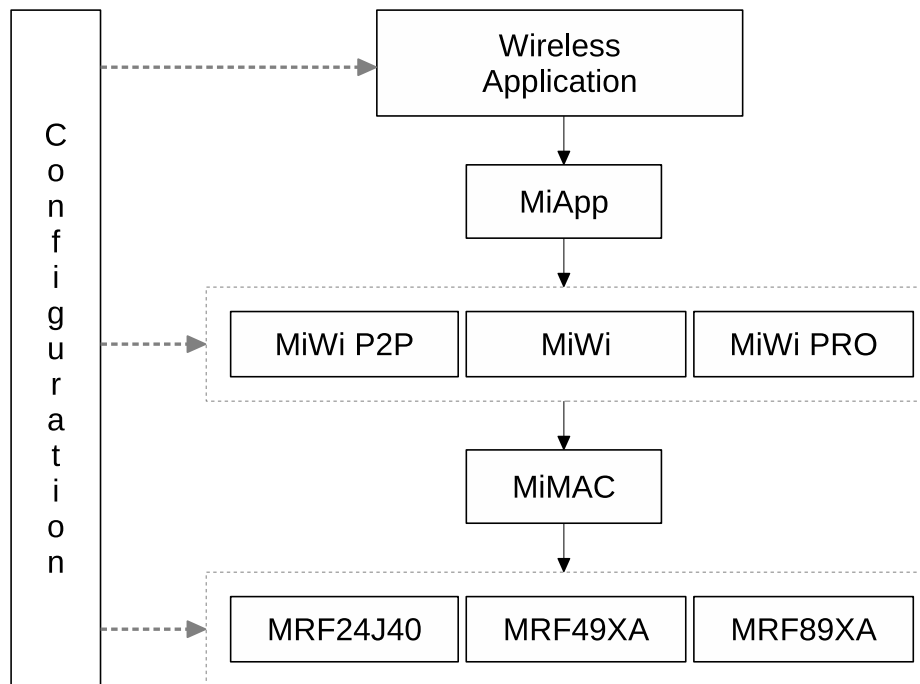 Configuration
Wireless
Application
MiApp
MiWi P2P
MiWi
MiWi PRO
MiMAC
MRF24J40
MRF49XA
MRF89XA